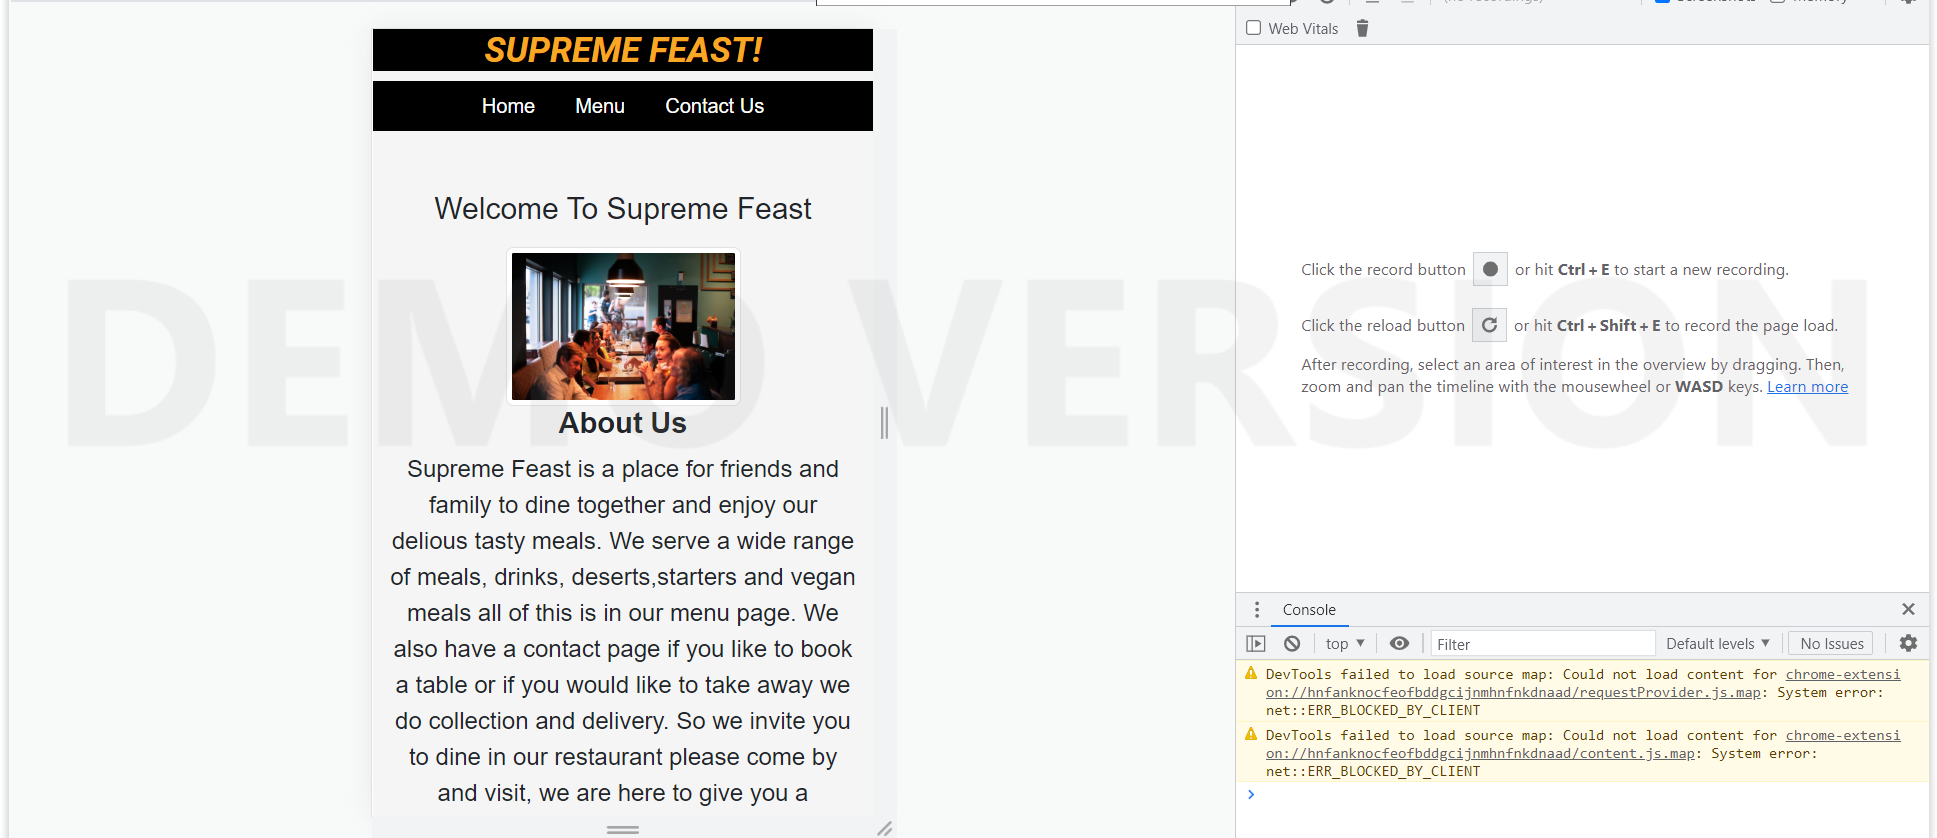 (no recordings)
Screenshots
Memory
Web Vitals
SUPREME FEAST!
Home Menu Contact Us
Welcome To Supreme Feast
About Us
Supreme Feast is a place for friends and
family to dine together and enjoy our
delious tasty meals. We serve a wide range
of meals, drinks, deserts,starters and vegan
meals all of this is in our menu page. We
also have a contact page if you like to book
a table or if you would like to take away we
do collection and delivery. So we invite you
to dine in our restaurant please come by
and visit, we are here to give you a
DEMO VERSION
Click the record button or hit Ctrl + E to start a new recording.
Click the reload button or hit Ctrl + Shift + E to record the page load.
After recording, select an area of interest in the overview by dragging. Then,
zoom and pan the timeline with the mousewheel or WASD keys. Learn more
Console
top Filter Default levels No Issues
DevTools failed to load source map: Could not load content for chrome-extensi
on://hnfanknocfeofbddgcijnmhnfnkdnaad/requestProvider.js.map: System error:
net::ERR_BLOCKED_BY_CLIENT
DevTools failed to load source map: Could not load content for chrome-extensi
on://hnfanknocfeofbddgcijnmhnfnkdnaad/content.js.map: System error:
net::ERR_BLOCKED_BY_CLIENT